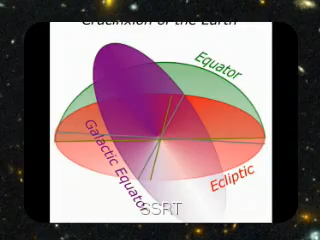 Crucifixion of the Earth
Equator
Galactic Equator
Ecliptic
SSRT